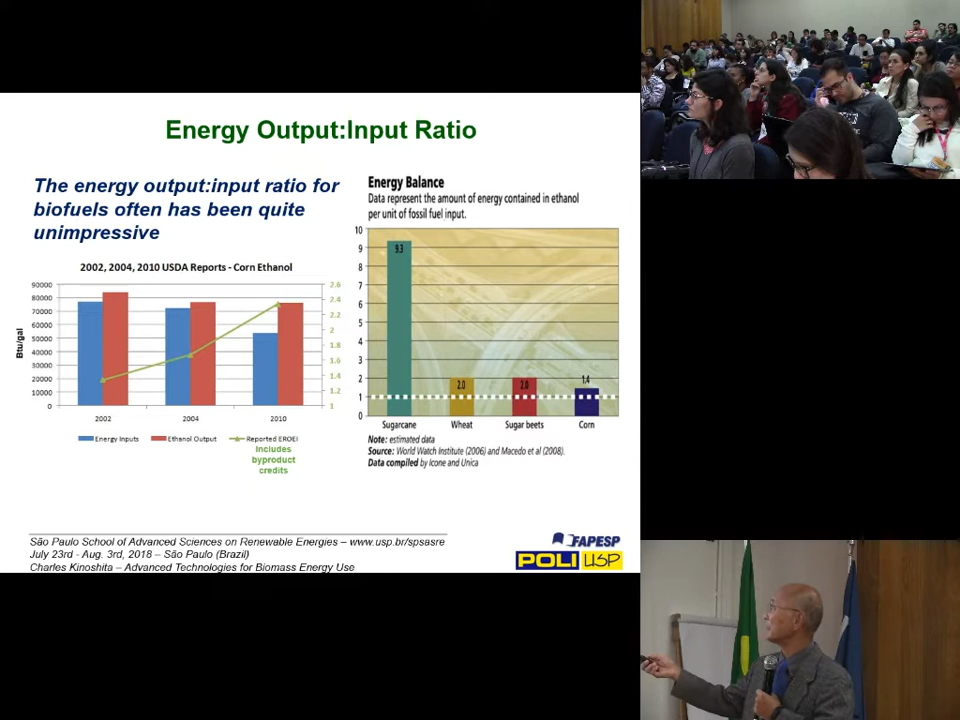 Energy Output:Input Ratio
The energy output:input ratio for
biofuels often has been quite
unimpressive
2002, 2004, 2010 USDA Reports - Corn Ethanol
90000
80000
70000
60000
50000
40000
30000
20000
10000
0
Btu/gal
2.6
2.4
2.2
2
1.8
1.6
1.4
1.2
1
2002 2004 2010
Energy Inputs Ethanol Output Reported EROEI
includes
byproduct
credits
Energy Balance
Data represent the amount of energy contained in ethanol
per unit of fossil fuel input.
10
9
8
7
6
5
4
3
2
1
0
9.3
2.0
2.0
1.4
Sugarcane Wheat Sugar beets Corn
Note: estimated data
Source: World Watch Institute (2006) and Macedo et al (2008).
Data compiled by Icone and Unica
São Paulo School of Advanced Sciences on Renewable Energies – www.usp.br/spsasre
July 23rd - Aug. 3rd, 2018 – São Paulo (Brazil)
Charles Kinoshita – Advanced Technologies for Biomass Energy Use
FAPESP
POLI USP